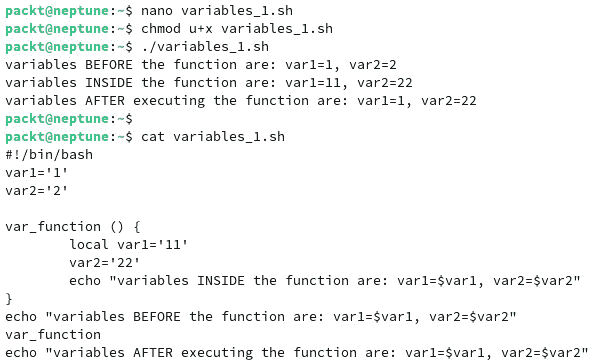 packt@neptune:~$ nano variables_1.sh
packt@neptune:~$ chmod u+x variables_1.sh
packt@neptune:~$ ./variables_1.sh
variables BEFORE the function are: var1=1, var2=2
variables INSIDE the function are: var1=11, var2=22
variables AFTER executing the function are: var1=1, var2=22
packt@neptune:~$
packt@neptune:~$ cat variables_1.sh
#!/bin/bash
var1='1'
var2='2'

var_function () {
        local var1='11'
        var2='22'
        echo "variables INSIDE the function are: var1=$var1, var2=$var2"
}
echo "variables BEFORE the function are: var1=$var1, var2=$var2"
var_function
echo "variables AFTER executing the function are: var1=$var1, var2=$var2"